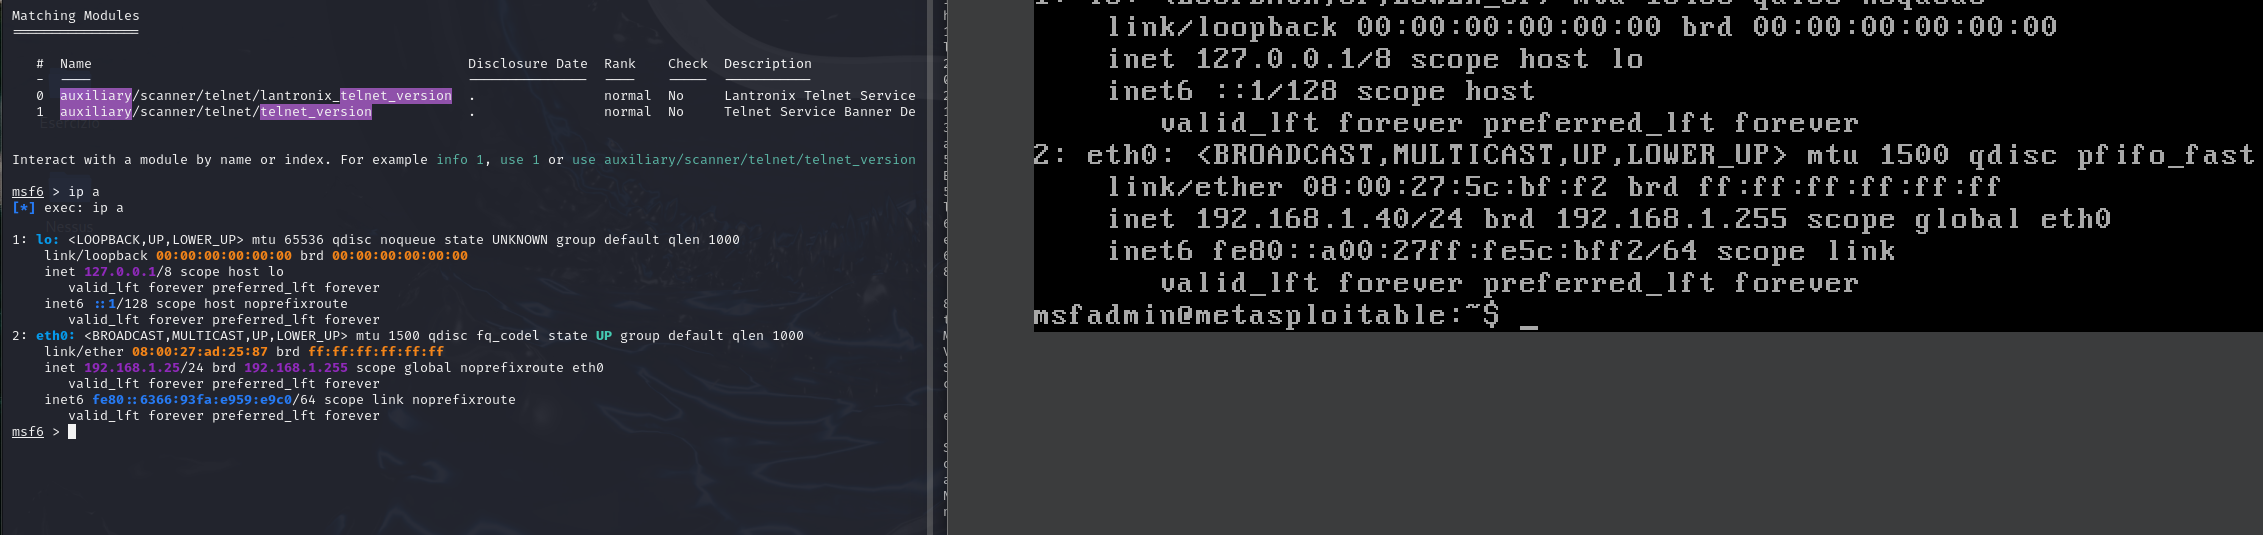 Matching Modules
================
#  Name  Disclosure Date  Rank  Check  Description
-  ----  ---------------  ----  -----  -----------
0  auxiliary/scanner/telnet/lantronix_telnet_version  .  normal  No  Lantronix Telnet Service
1  auxiliary/scanner/telnet/telnet_version  .  normal  No  Telnet Service Banner De
Esercizio
Interact with a module by name or index. For example info 1, use 1 or use auxiliary/scanner/telnet/telnet_version
msf6 > ip a
[*] exec: ip a
Nessus
1: lo: <LOOPBACK,UP,LOWER_UP> mtu 65536 qdisc noqueue state UNKNOWN group default qlen 1000
link/loopback 00:00:00:00:00:00 brd 00:00:00:00:00:00
inet 127.0.0.1/8 scope host lo
valid_lft forever preferred_lft forever
inet6 ::1/128 scope host noprefixroute
valid_lft forever preferred_lft forever
2: eth0: <BROADCAST,MULTICAST,UP,LOWER_UP> mtu 1500 qdisc fq_codel state UP group default qlen 1000
link/ether 08:00:27:ad:25:87 brd ff:ff:ff:ff:ff:ff
inet 192.168.1.25/24 brd 192.168.1.255 scope global noprefixroute eth0
valid_lft forever preferred_lft forever
inet6 fe80::6366:93fa:e959:e9c0/64 scope link noprefixroute
valid_lft forever preferred_lft forever
msf6 >
link/loopback 00:00:00:00:00:00 brd 00:00:00:00:00:00
inet 127.0.0.1/8 scope host lo
inet6 ::1/128 scope host
valid_lft forever preferred_lft forever
2: eth0: <BROADCAST,MULTICAST,UP,LOWER_UP> mtu 1500 qdisc pfifo_fast
link/ether 08:00:27:5c:bf:f2 brd ff:ff:ff:ff:ff:ff
inet 192.168.1.40/24 brd 192.168.1.255 scope global eth0
inet6 fe80::a00:27ff:fe5c:bff2/64 scope link
valid_lft forever preferred_lft forever
msfadmin@metasploitable:~$ _